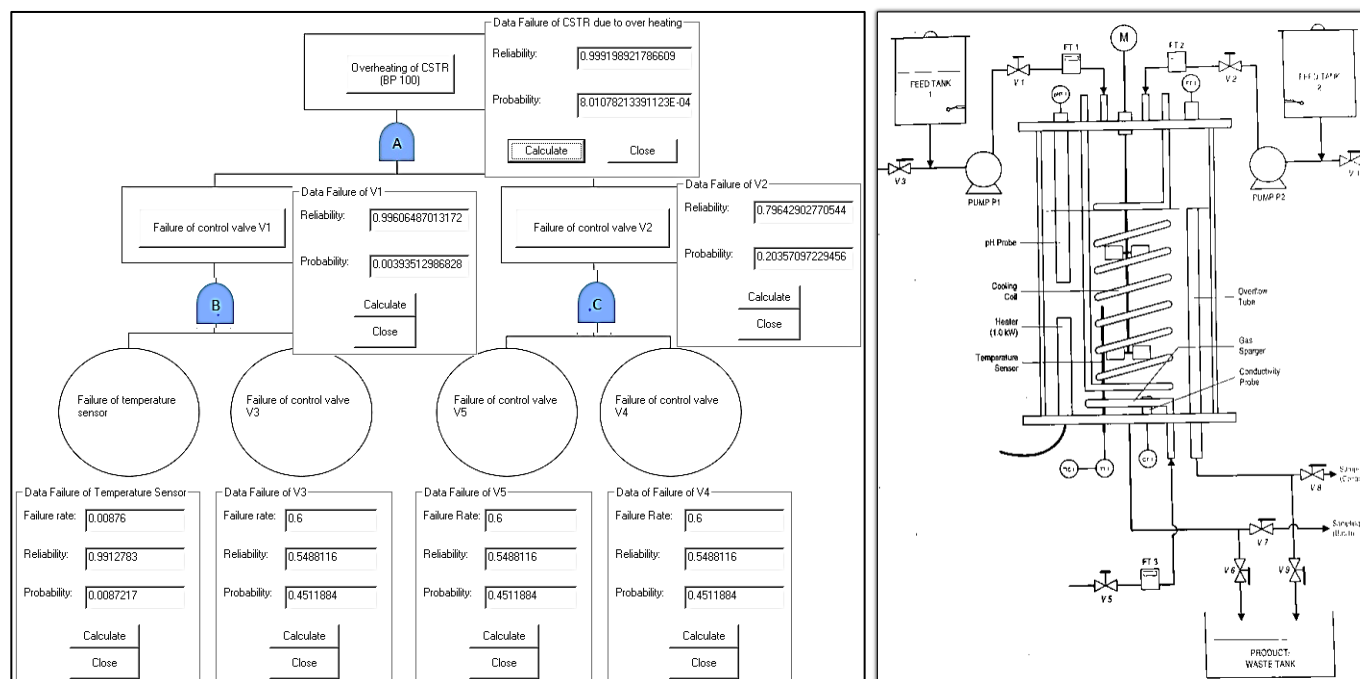 Data Failure of CSTR due to over heating
Reliability:
0.999198921786609
Probability:
8.01078213391123E-04
Calculate
Close
Overheating of CSTR
(BP 100)
A
Failure of control valve V1
Data Failure of V1
Reliability:
0.99606487013172
Probability:
0.00393512986828
Calculate
Close
Failure of control valve V2
Data Failure of V2
Reliability:
0.79642902770544
Probability:
0.20357097229456
Calculate
Close
B
C
Failure of temperature
sensor
Failure of control valve
V3
Failure of control valve
V5
Failure of control valve
V4
Data Failure of Temperature Sensor
Failure rate:
0.00876
Reliability:
0.9912783
Probability:
0.0087217
Calculate
Close
Data Failure of V3
Failure rate:
0.6
Reliability:
0.5488116
Probability:
0.4511884
Calculate
Close
Data Failure of V5
Failure Rate:
0.6
Reliability:
0.5488116
Probability:
0.4511884
Calculate
Close
Data Failure of V4
Failure Rate:
0.6
Reliability:
0.5488116
Probability:
0.4511884
Calculate
Close
M
FT 1
FT 2
V1
V2
FEED TANK
1
FEED TANK
V3
PUMP P1
PUMP P2
pH Probe
Cooling
Coil
Heater
(1.0 kW)
Temperature
Sensor
Overflow
Tube
Gas
Sparger
Conductivity
Probe
V8
V7
V6
V9
FT 3
V5
PRODUCT/
WASTE TANK